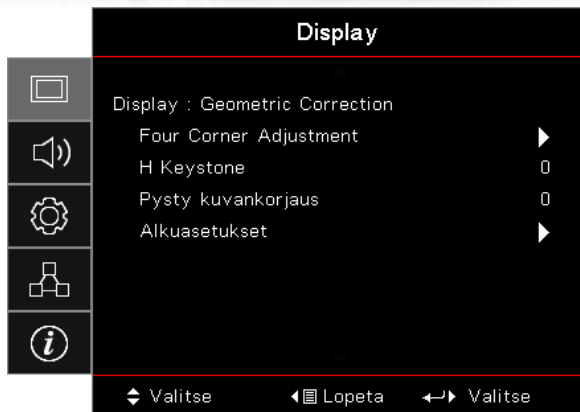 Display
Display : Geometric Correction
Four Corner Adjustment
H Keystone 0
Pysty kuvankorjaus 0
Alkuasetukset
Valitse Lopeta Valitse